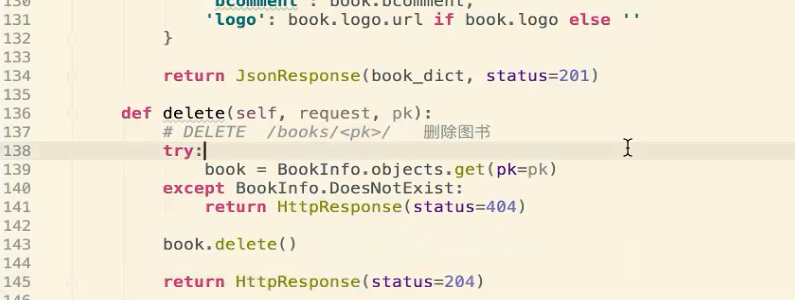 130 'bcomment': book.bcomment,
131 'logo': book.logo.url if book.logo else ''
132 }
133
134 return JsonResponse(book_dict, status=201)
135
136 def delete(self, request, pk):
137 # DELETE /books/<pk>/ 删除图书
138 try:
139 book = BookInfo.objects.get(pk=pk)
140 except BookInfo.DoesNotExist:
141 return HttpResponse(status=404)
142
143 book.delete()
144
145 return HttpResponse(status=204)
146